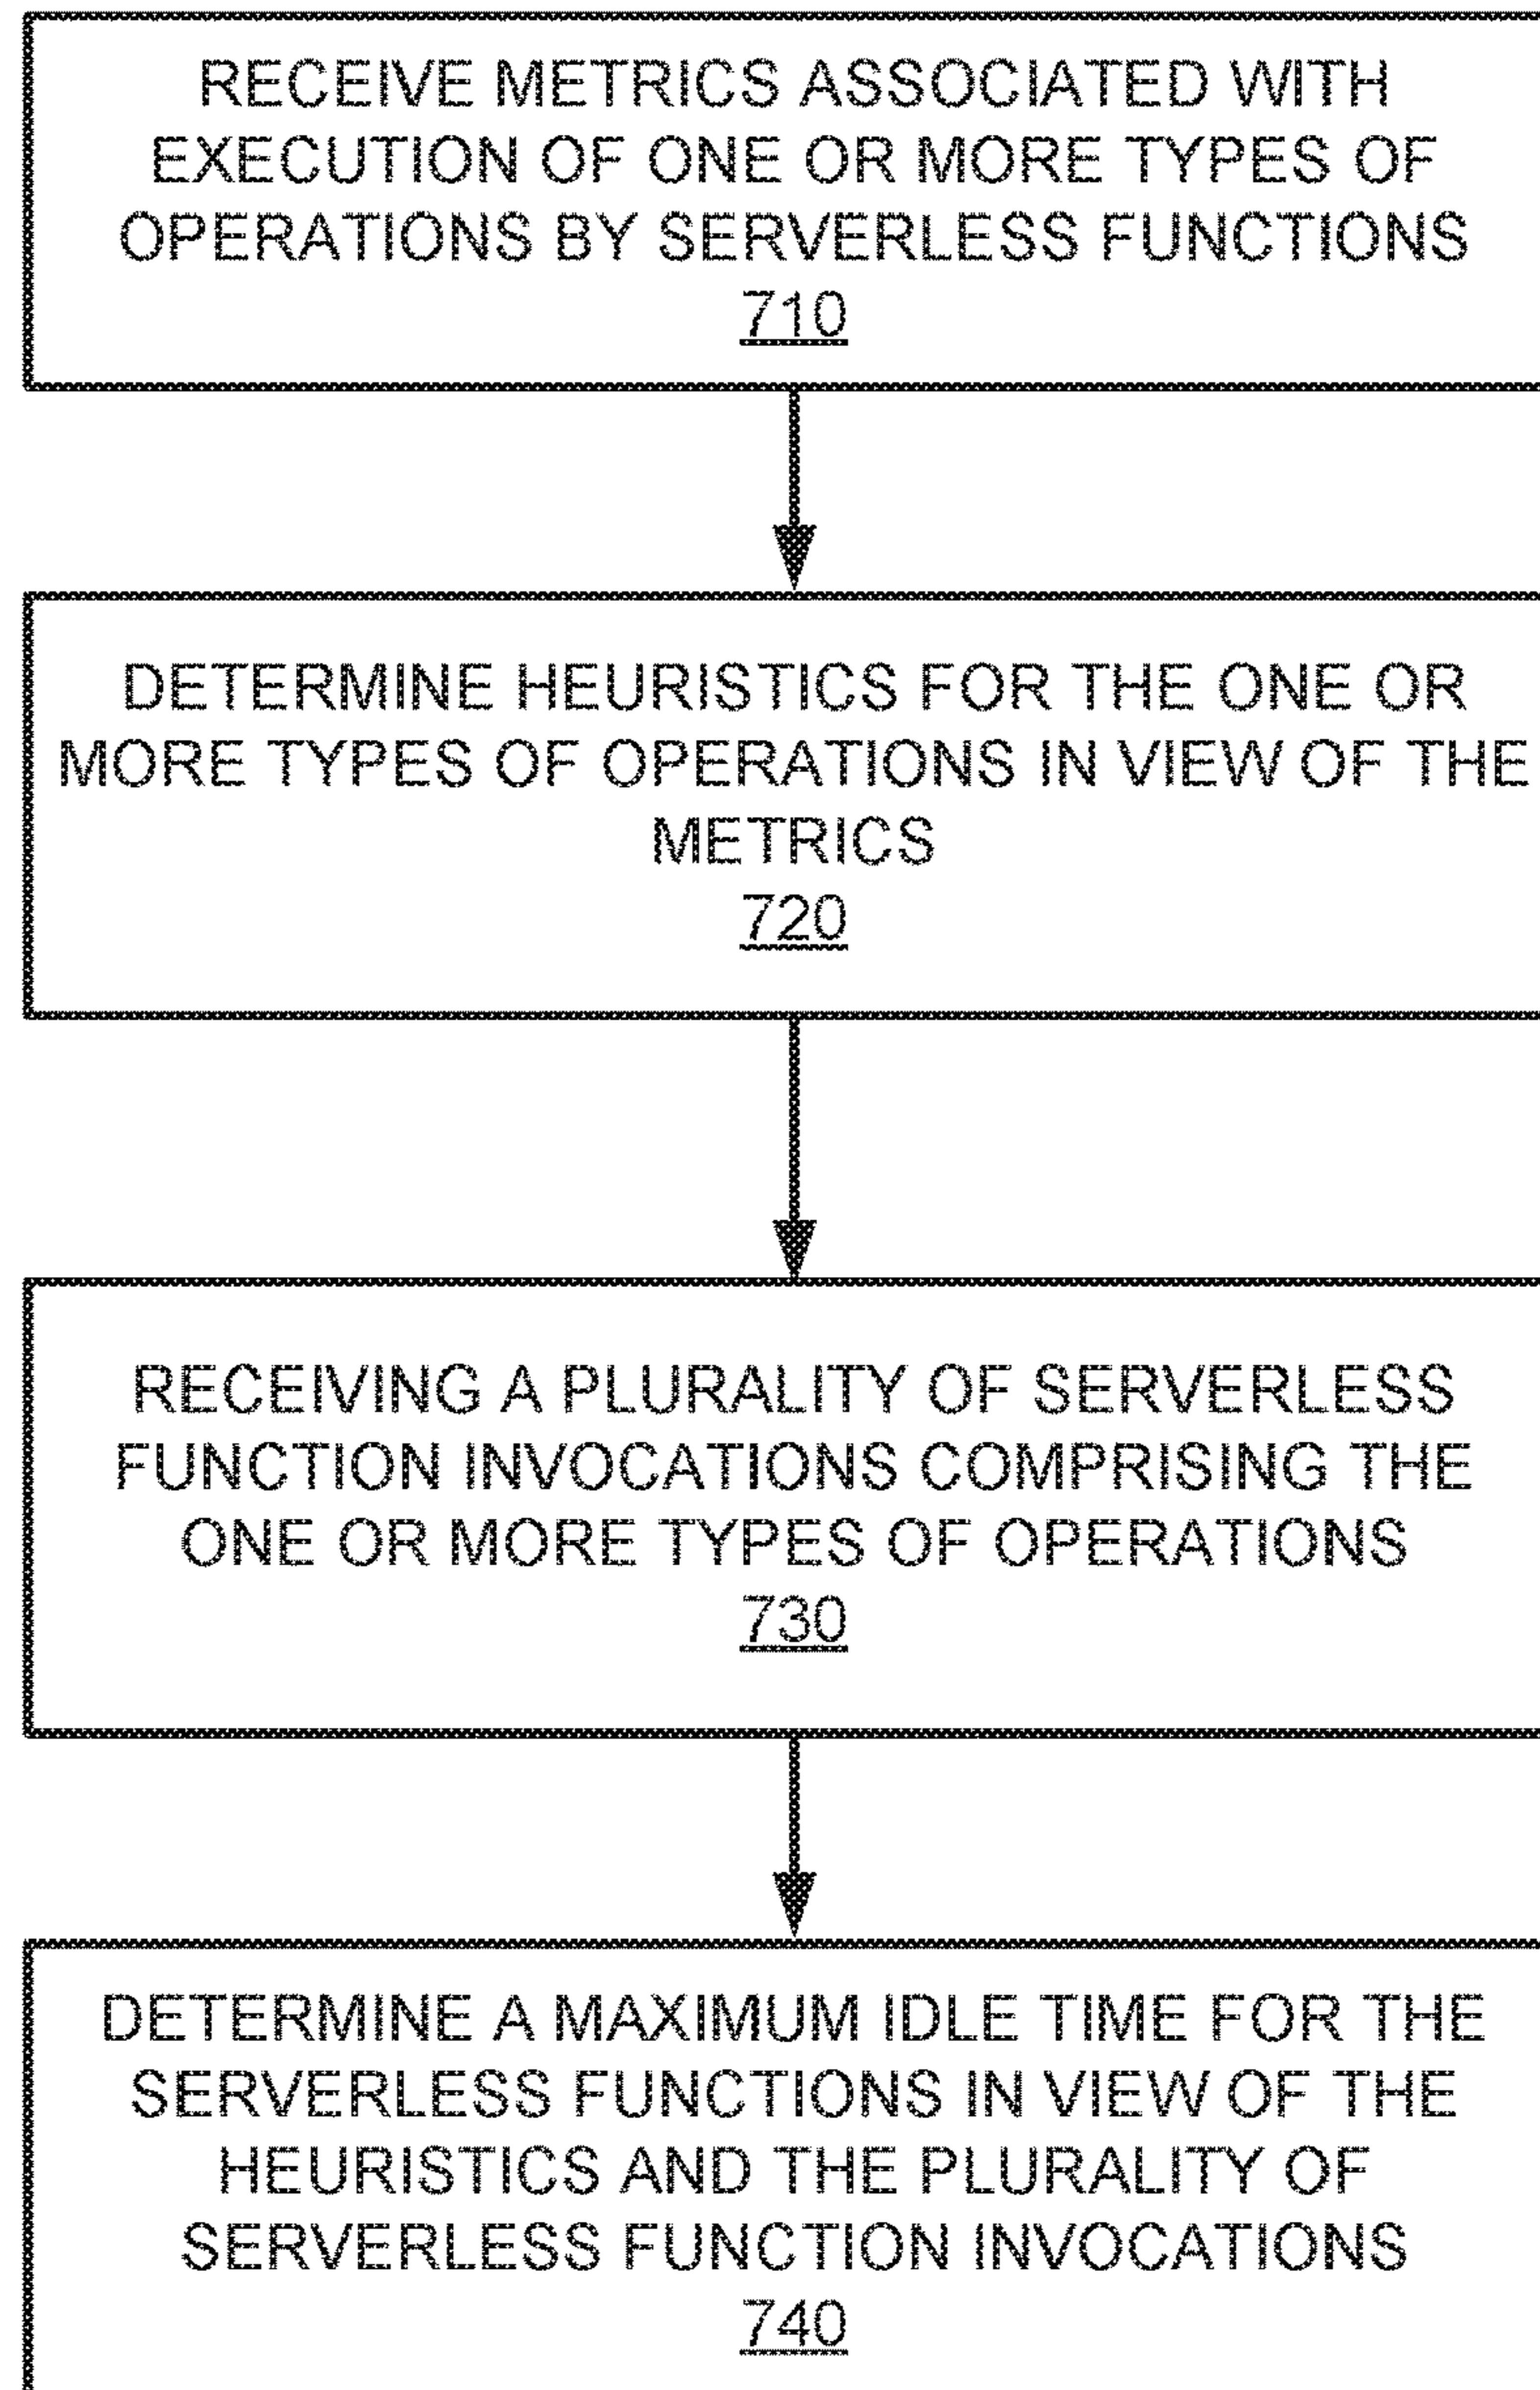 RECEIVE METRICS ASSOCIATED WITH
EXECUTION OF ONE OR MORE TYPES OF
OPERATIONS BY SERVERLESS FUNCTIONS
710
DETERMINE HEURISTICS FOR THE ONE OR
MORE TYPES OF OPERATIONS IN VIEW OF THE
METRICS
720
RECEIVING A PLURALITY OF SERVERLESS
FUNCTION INVOCATIONS COMPRISING THE
ONE OR MORE TYPES OF OPERATIONS
730
DETERMINE A MAXIMUM IDLE TIME FOR THE
SERVERLESS FUNCTIONS IN VIEW OF THE
HEURISTICS AND THE PLURALITY OF
SERVERLESS FUNCTION INVOCATIONS
740